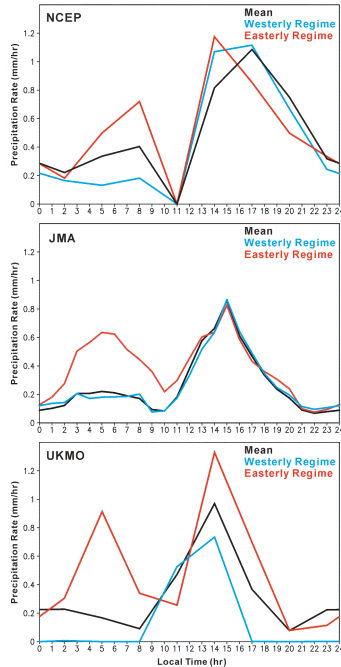 NCEP
Mean
Westerly Regime
Easterly Regime
Precipitation Rate (mm/hr)
1.2
1
0.8
0.6
0.4
0.2
0
0 1 2 3 4 5 6 7 8 9 10 11 12 13 14 15 16 17 18 19 20 21 22 23 24
JMA
Mean
Westerly Regime
Easterly Regime
Precipitation Rate (mm/hr)
1.2
1
0.8
0.6
0.4
0.2
0
0 1 2 3 4 5 6 7 8 9 10 11 12 13 14 15 16 17 18 19 20 21 22 23 24
UKMO
Mean
Westerly Regime
Easterly Regime
Precipitation Rate (mm/hr)
1.2
1
0.8
0.6
0.4
0.2
0
0 1 2 3 4 5 6 7 8 9 10 11 12 13 14 15 16 17 18 19 20 21 22 23 24
Local Time (hr)